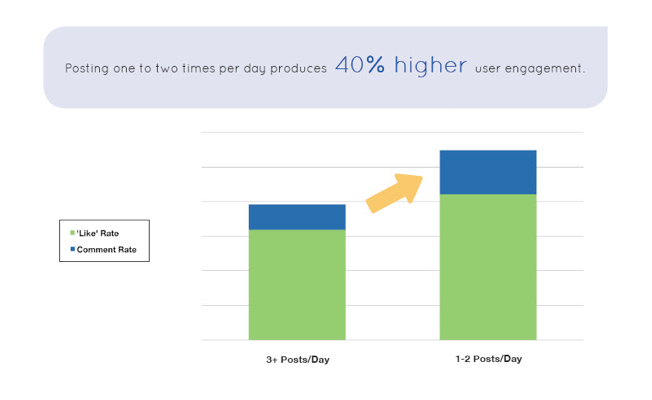 Posting one to two times per day produces 40% higher user engagement.
'Like' Rate
Comment Rate
3+ Posts/Day
1-2 Posts/Day